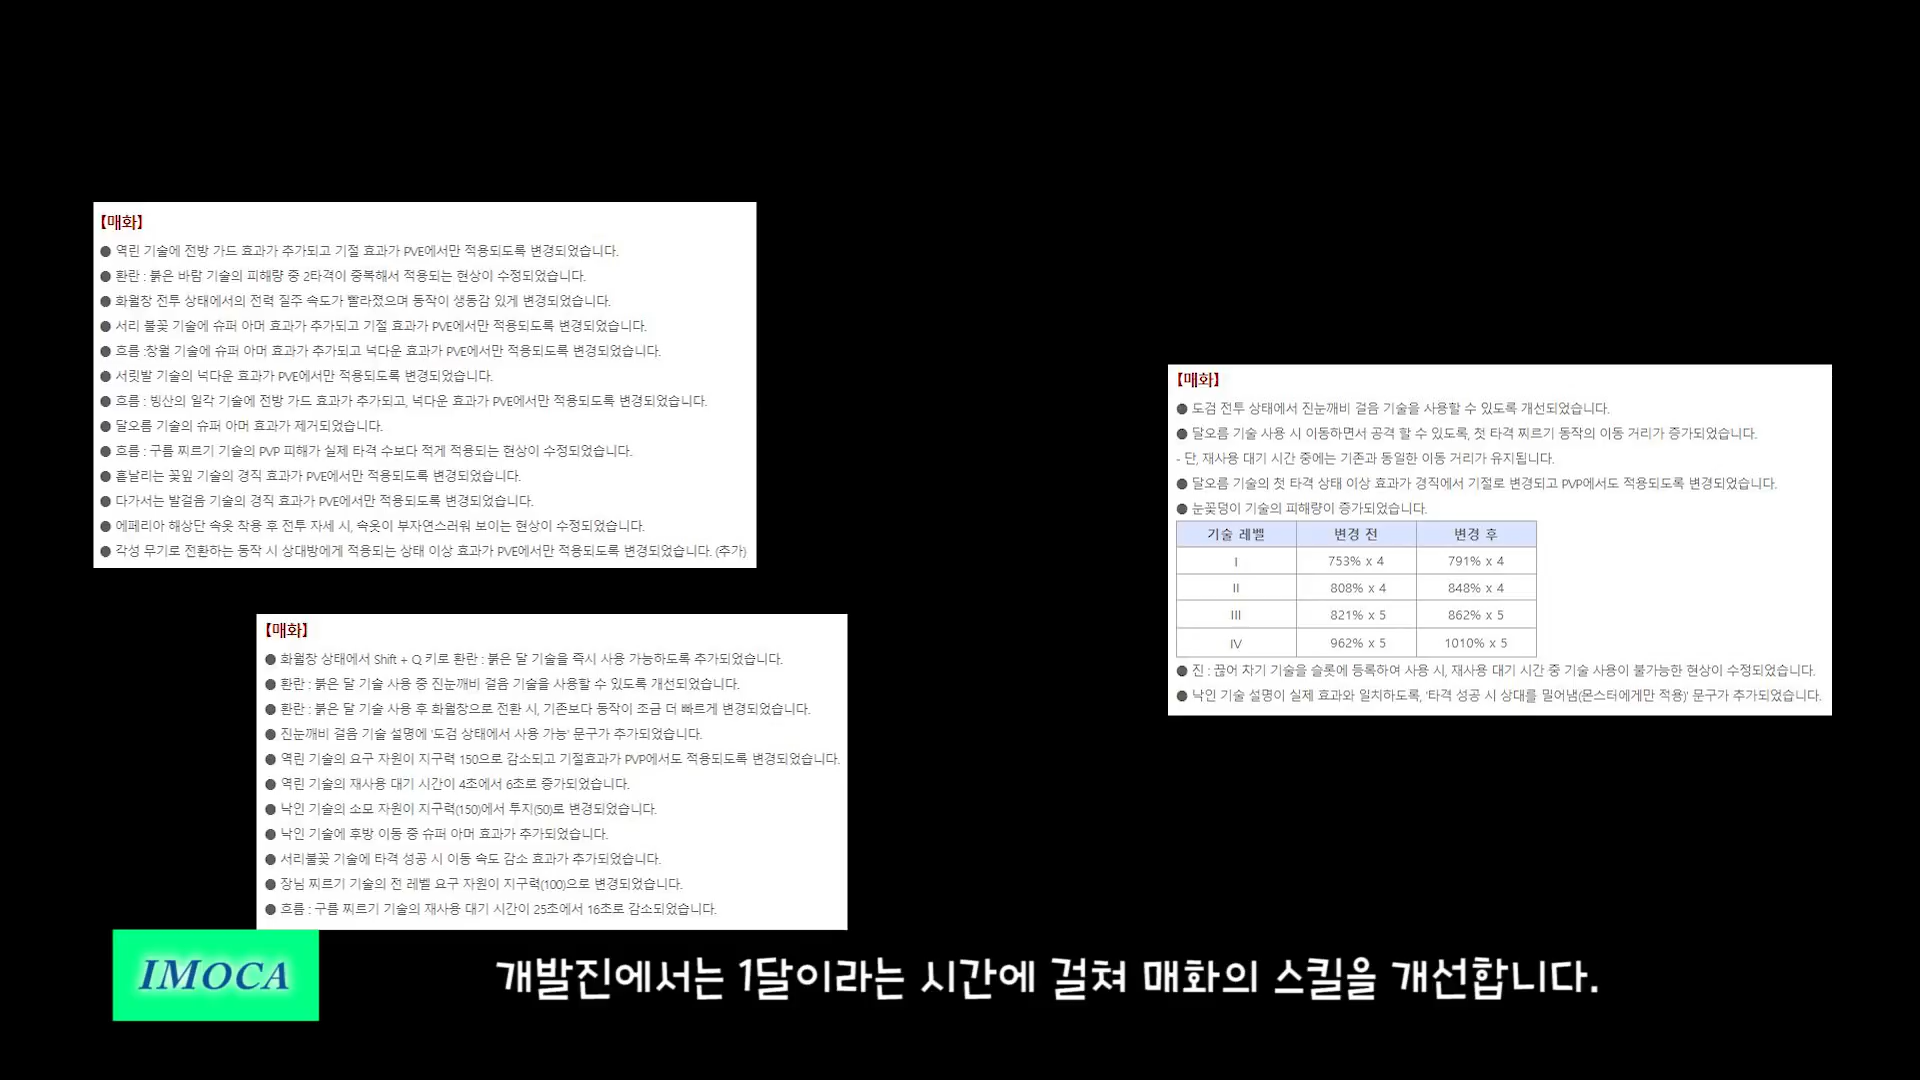 【매화】
● 역린 기술에 전방 가드 효과가 추가되고 기절 효과가 PVE에서만 적용되도록 변경되었습니다.
● 환란 : 붉은 바람 기술의 피해량 중 2타격이 중복해서 적용되는 현상이 수정되었습니다.
● 화월창 전투 상태에서의 전력 질주 속도가 빨라졌으며 동작이 생동감 있게 변경되었습니다.
● 서리 불꽃 기술에 슈퍼 아머 효과가 추가되고 기절 효과가 PVE에서만 적용되도록 변경되었습니다.
● 흐름 :창월 기술에 슈퍼 아머 효과가 추가되고 넉다운 효과가 PVE에서만 적용되도록 변경되었습니다.
● 서릿발 기술의 넉다운 효과가 PVE에서만 적용되도록 변경되었습니다.
● 흐름 : 빙산의 일각 기술에 전방 가드 효과가 추가되고, 넉다운 효과가 PVE에서만 적용되도록 변경되었습니다.
● 달오름 기술의 슈퍼 아머 효과가 제거되었습니다.
● 흐름 : 구름 찌르기 기술의 PVP 피해가 실제 타격 수보다 적게 적용되는 현상이 수정되었습니다.
● 흩날리는 꽃잎 기술의 경직 효과가 PVE에서만 적용되도록 변경되었습니다.
● 다가서는 발걸음 기술의 경직 효과가 PVE에서만 적용되도록 변경되었습니다.
● 에페리아 해상단 속옷 착용 후 전투 자세 시, 속옷이 부자연스러워 보이는 현상이 수정되었습니다.
● 각성 무기로 전환하는 동작 시 상대방에게 적용되는 상태 이상 효과가 PVE에서만 적용되도록 변경되었습니다. (추가)
【매화】
● 화월창 상태에서 Shift + Q 키로 환란 : 붉은 달 기술을 즉시 사용 가능하도록 추가되었습니다.
● 환란 : 붉은 달 기술 사용 중 진눈깨비 걸음 기술을 사용할 수 있도록 개선되었습니다.
● 환란 : 붉은 달 기술 사용 후 화월창으로 전환 시, 기존보다 동작이 조금 더 빠르게 변경되었습니다.
● 진눈깨비 걸음 기술 설명에 '도검 상태에서 사용 가능' 문구가 추가되었습니다.
● 역린 기술의 요구 자원이 지구력 150으로 감소되고 기절효과가 PVP에서도 적용되도록 변경되었습니다.
● 역린 기술의 재사용 대기 시간이 4초에서 6초로 증가되었습니다.
● 낙인 기술의 소모 자원이 지구력(150)에서 투지(50)로 변경되었습니다.
● 낙인 기술에 후방 이동 중 슈퍼 아머 효과가 추가되었습니다.
● 서리불꽃 기술에 타격 성공 시 이동 속도 감소 효과가 추가되었습니다.
● 장님 찌르기 기술의 전 레벨 요구 자원이 지구력(100)으로 변경되었습니다.
● 흐름 : 구름 찌르기 기술의 재사용 대기 시간이 25초에서 16초로 감소되었습니다.
【매화】
● 도검 전투 상태에서 진눈깨비 걸음 기술을 사용할 수 있도록 개선되었습니다.
● 달오름 기술 사용 시 이동하면서 공격 할 수 있도록, 첫 타격 찌르기 동작의 이동 거리가 증가되었습니다.
- 단, 재사용 대기 시간 중에는 기존과 동일한 이동 거리가 유지됩니다.
● 달오름 기술의 첫 타격 상태 이상 효과가 경직에서 기절로 변경되고 PVP에서도 적용되도록 변경되었습니다.
● 눈꽃덩이 기술의 피해량이 증가되었습니다.
기술 레벨 변경 전 변경 후
I 753% x 4 791% x 4
II 808% x 4 848% x 4
III 821% x 5 862% x 5
IV 962% x 5 1010% x 5
● 진 : 끊어 차기 기술을 슬롯에 등록하여 사용 시, 재사용 대기 시간 중 기술 사용이 불가능한 현상이 수정되었습니다.
● 낙인 기술 설명이 실제 효과와 일치하도록, '타격 성공 시 상대를 밀어냄(몬스터에게만 적용)' 문구가 추가되었습니다.
IMOCA
개발진에서는 1달이라는 시간에 걸쳐 매화의 스킬을 개선합니다.